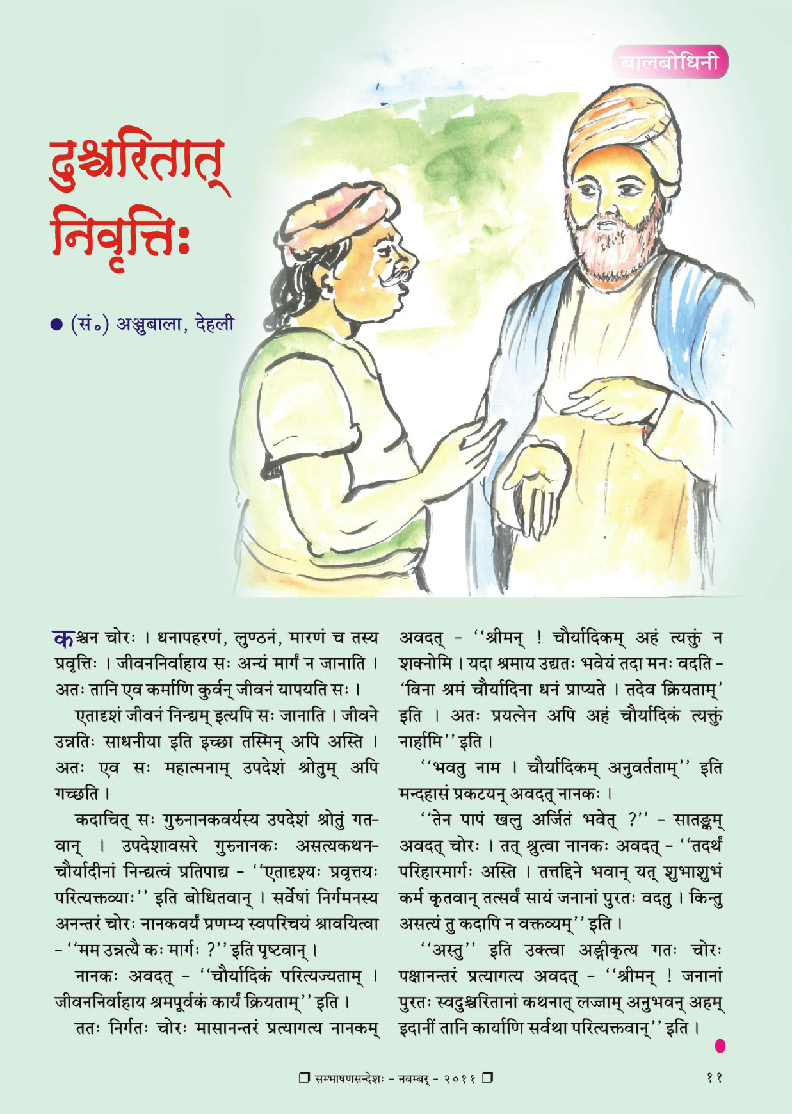 बालबोधिनी
दुश्चरितात्
निवृत्तिः
● (सं॰) अञ्जुबाला, देहली
कश्चन चोरः । धनापहरणं, लुण्ठनं, मारणं च तस्य
प्रवृत्तिः । जीवननिर्वाहाय सः अन्यं मार्गं न जानाति ।
अतः तानि एव कर्माणि कुर्वन् जीवनं यापयति सः ।
एतादृशं जीवनं निन्द्यम् इत्यपि सः जानाति । जीवने
उन्नतिः साधनीया इति इच्छा तस्मिन् अपि अस्ति ।
अतः एव सः महात्मनाम् उपदेशं श्रोतुम् अपि
गच्छति ।
कदाचित् सः गुरुनानकवर्यस्य उपदेशं श्रोतुं गत-
वान् । उपदेशावसरे गुरुनानकः असत्यकथन-
चौर्यादीनां निन्द्यत्वं प्रतिपाद्य - ‘‘एतादृश्यः प्रवृत्तयः
परित्यक्तव्याः’’ इति बोधितवान् । सर्वेषां निर्गमनस्य
अनन्तरं चोरः नानकवर्यं प्रणम्य स्वपरिचयं श्रावयित्वा
- ‘‘मम उन्नत्यै कः मार्गः ?’’ इति पृष्टवान् ।
नानकः अवदत् - ‘‘चौर्यादिकं परित्यज्यताम् ।
जीवननिर्वाहाय श्रमपूर्वकं कार्यं क्रियताम्’’ इति ।
ततः निर्गतः चोरः मासानन्तरं प्रत्यागत्य नानकम्
अवदत् - ‘‘श्रीमन् ! चौर्यादिकम् अहं त्यक्तुं न
शक्नोमि । यदा श्रमाय उद्यतः भवेयं तदा मनः वदति -
‘विना श्रमं चौर्यादिना धनं प्राप्यते । तदेव क्रियताम्’
इति । अतः प्रयत्नेन अपि अहं चौर्यादिकं त्यक्तुं
नार्हामि’’ इति ।
‘‘भवतु नाम । चौर्यादिकम् अनुवर्तताम्’’ इति
मन्दहासं प्रकटयन् अवदत् नानकः ।
‘‘तेन पापं खलु अर्जितं भवेत् ?’’ - सातङ्कम्
अवदत् चोरः । तत् श्रुत्वा नानकः अवदत् - ‘‘तदर्थं
परिहारमार्गः अस्ति । तत्तद्दिने भवान् यत् शुभाशुभं
कर्म कृतवान् तत्सर्वं सायं जनानां पुरतः वदतु । किन्तु
असत्यं तु कदापि न वक्तव्यम्’’ इति ।
‘‘अस्तु’’ इति उक्त्वा अङ्गीकृत्य गतः चोरः
पक्षानन्तरं प्रत्यागत्य अवदत् - ‘‘श्रीमन् ! जनानां
पुरतः स्वदुश्चरितानां कथनात् लज्जाम् अनुभवन् अहम्
इदानीं तानि कार्याणि सर्वथा परित्यक्तवान्’’ इति ।
❐ सम्भाषणसन्देशः - नवम्बर् - २०११ ❐
११